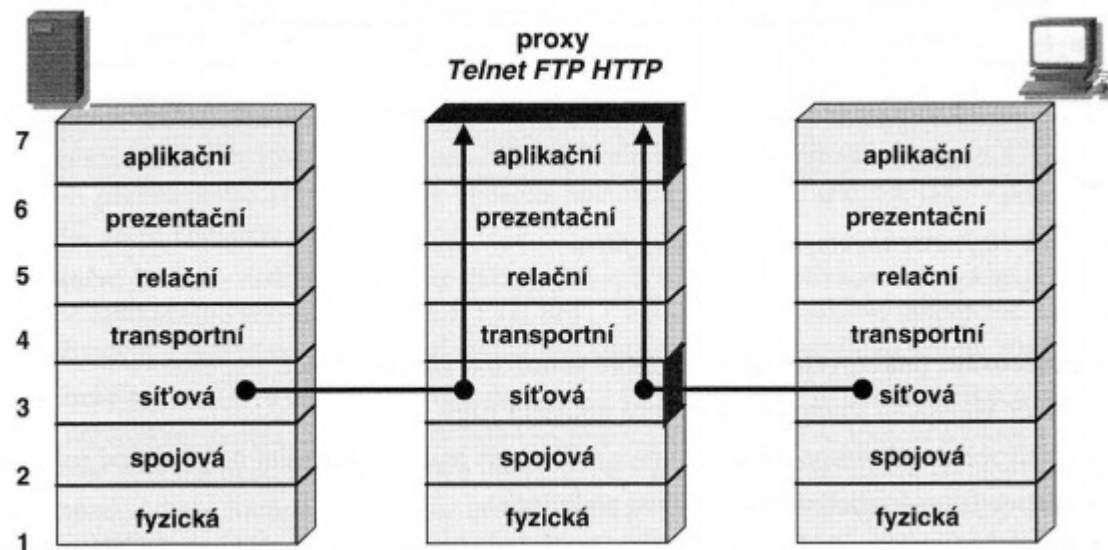 proxy
Telnet FTP HTTP
7
aplikační
aplikační
aplikační
6
prezentační
prezentační
prezentační
5
relační
relační
relační
4
transportní
transportní
transportní
3
síťová
síťová
síťová
2
spojová
spojová
spojová
1
fyzická
fyzická
fyzická